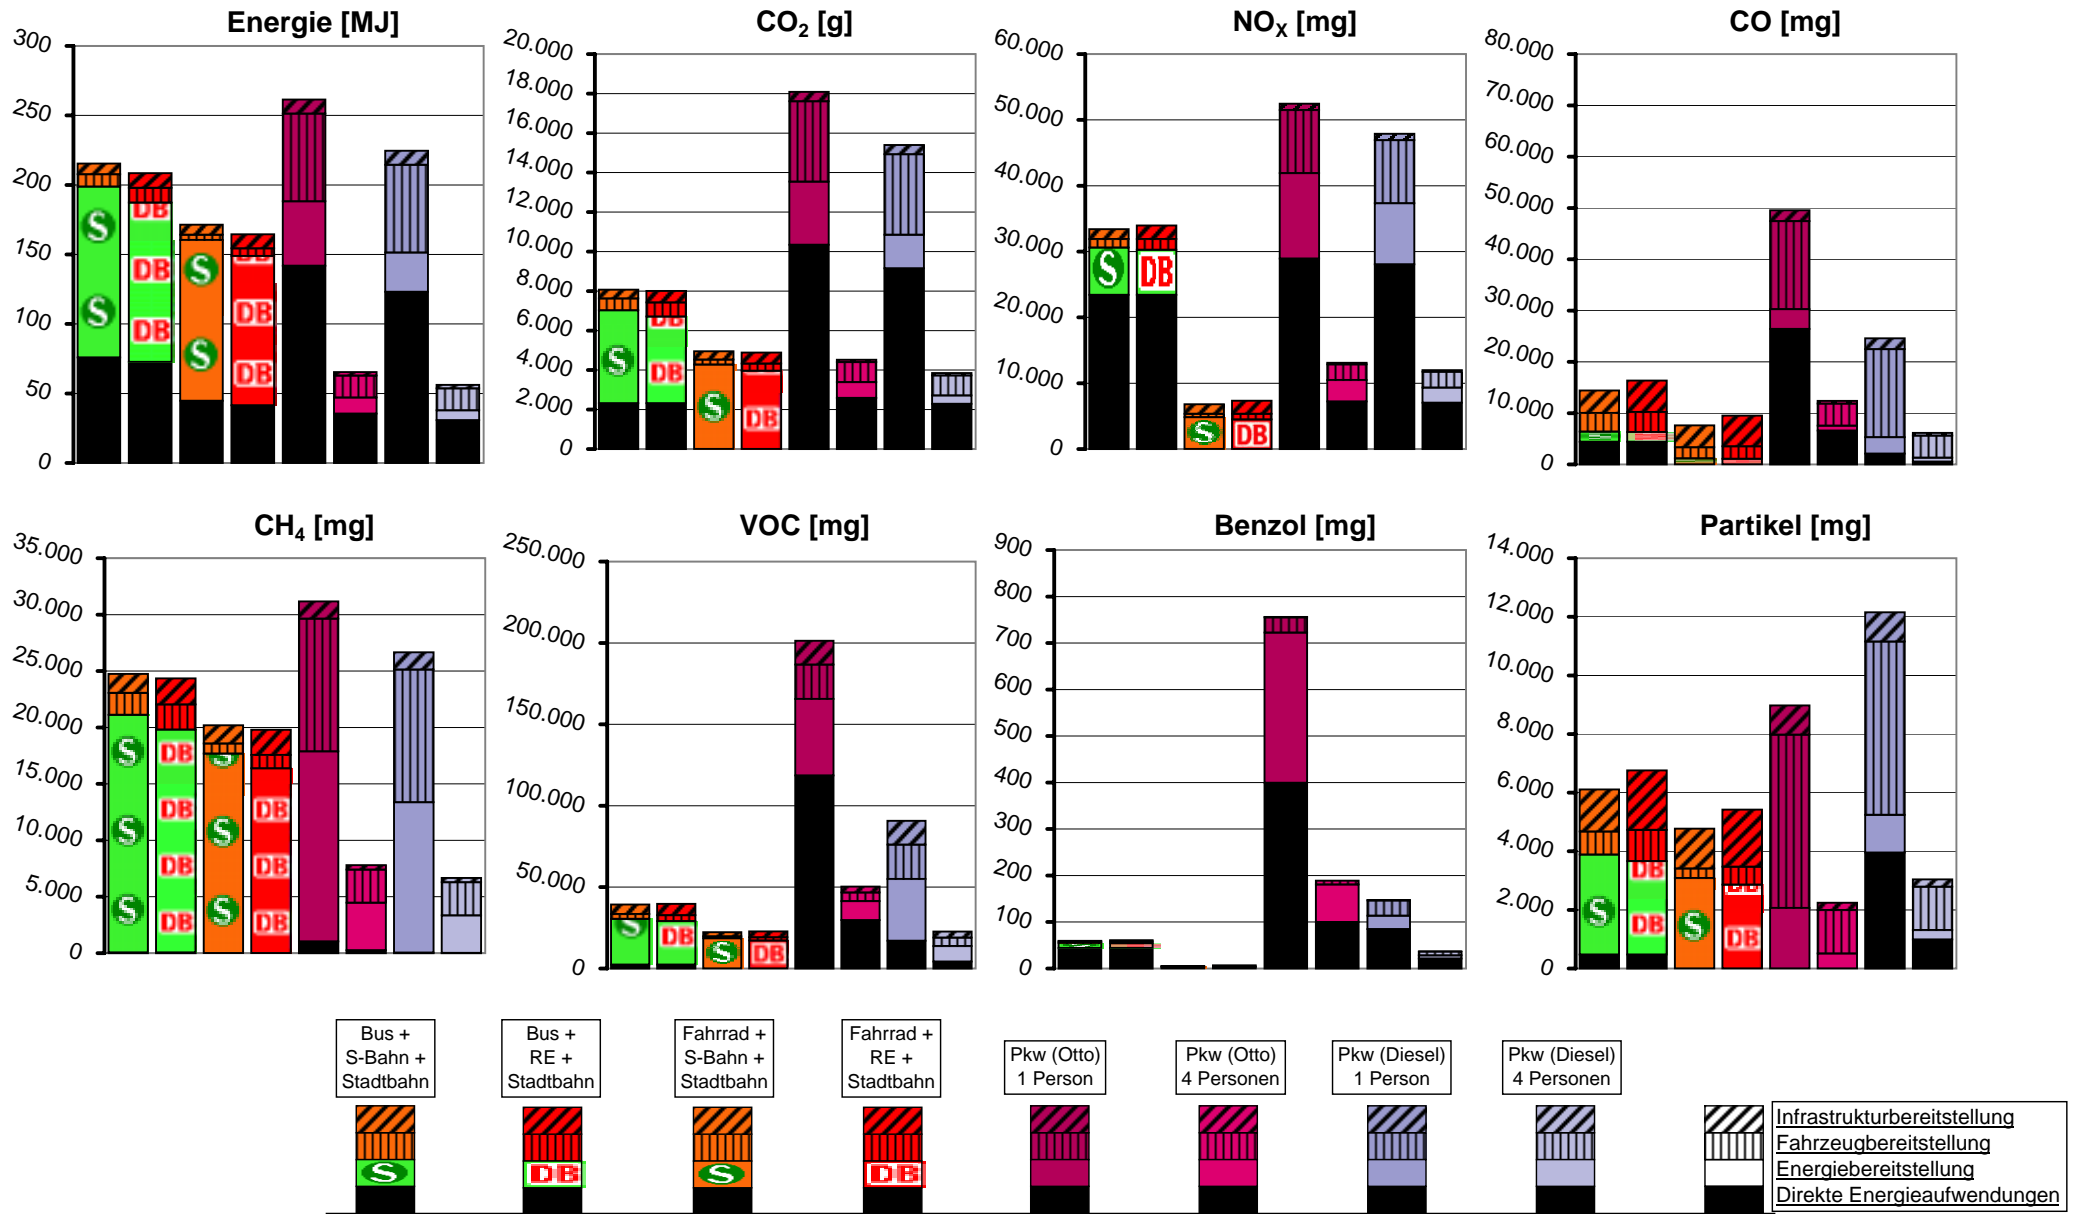 Energie [MJ]
300
250
200
150
100
50
0
CO2 [g]
20.000
18.000
16.000
14.000
12.000
10.000
8.000
6.000
4.000
2.000
0
NOX [mg]
60.000
50.000
40.000
30.000
20.000
10.000
0
CO [mg]
80.000
70.000
60.000
50.000
40.000
30.000
20.000
10.000
0
CH4 [mg]
35.000
30.000
25.000
20.000
15.000
10.000
5.000
0
VOC [mg]
250.000
200.000
150.000
100.000
50.000
0
Benzol [mg]
900
800
700
600
500
400
300
200
100
0
Partikel [mg]
14.000
12.000
10.000
8.000
6.000
4.000
2.000
0
Bus +
S-Bahn +
Stadtbahn
Bus +
RE +
Stadtbahn
Fahrrad +
S-Bahn +
Stadtbahn
Fahrrad +
RE +
Stadtbahn
Pkw (Otto)
1 Person
Pkw (Otto)
4 Personen
Pkw (Diesel)
1 Person
Pkw (Diesel)
4 Personen
S
DB
S
DB
Infrastrukturbereitstellung
Fahrzeugbereitstellung
Energiebereitstellung
Direkte Energieaufwendungen